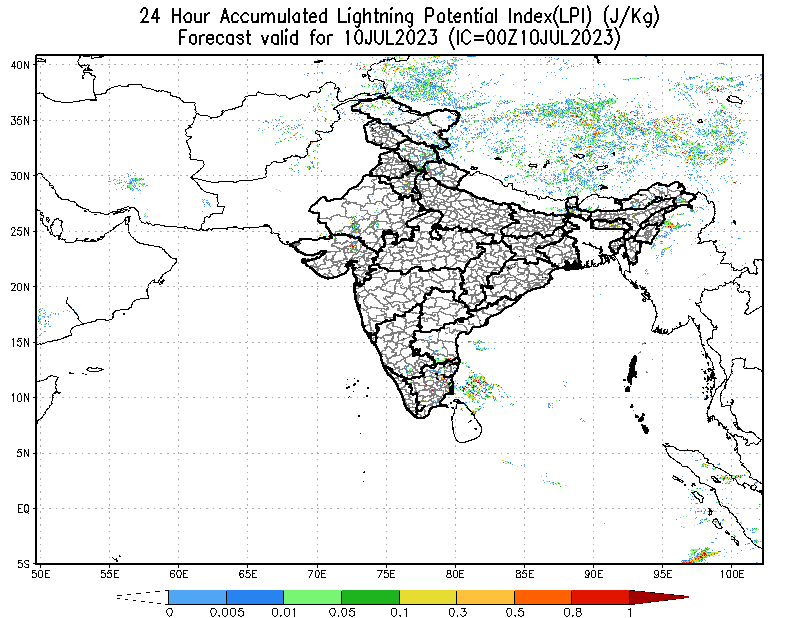 24 Hour Accumulated Lightning Potential Index(LPI) (J/Kg)
Forecast valid for 10JUL2023 (IC=00Z10JUL2023)
40N
35N
30N
25N
20N
15N
10N
5N
EQ
5S
50E 55E 60E 65E 70E 75E 80E 85E 90E 95E 100E
0 0.005 0.01 0.05 0.1 0.3 0.5 0.8 1